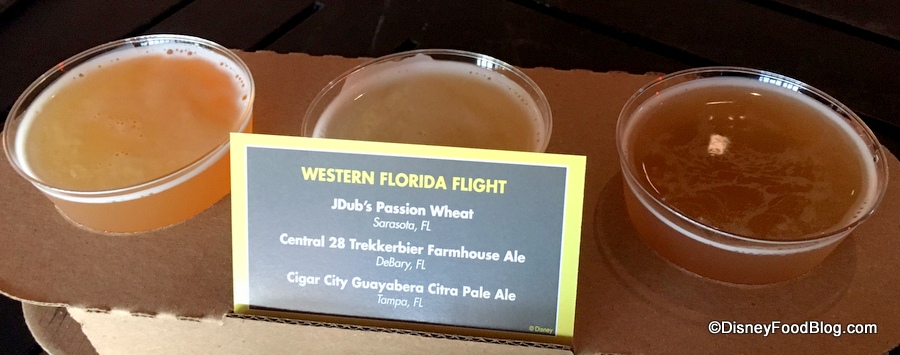 WESTERN FLORIDA FLIGHT
JDub's Passion Wheat
Sarasota, FL
Central 28 Trekkerbier Farmhouse Ale
DeBary, FL
Cigar City Guayabera Citra Pale Ale
Tampa, FL
© Disney
©DisneyFoodBlog.com